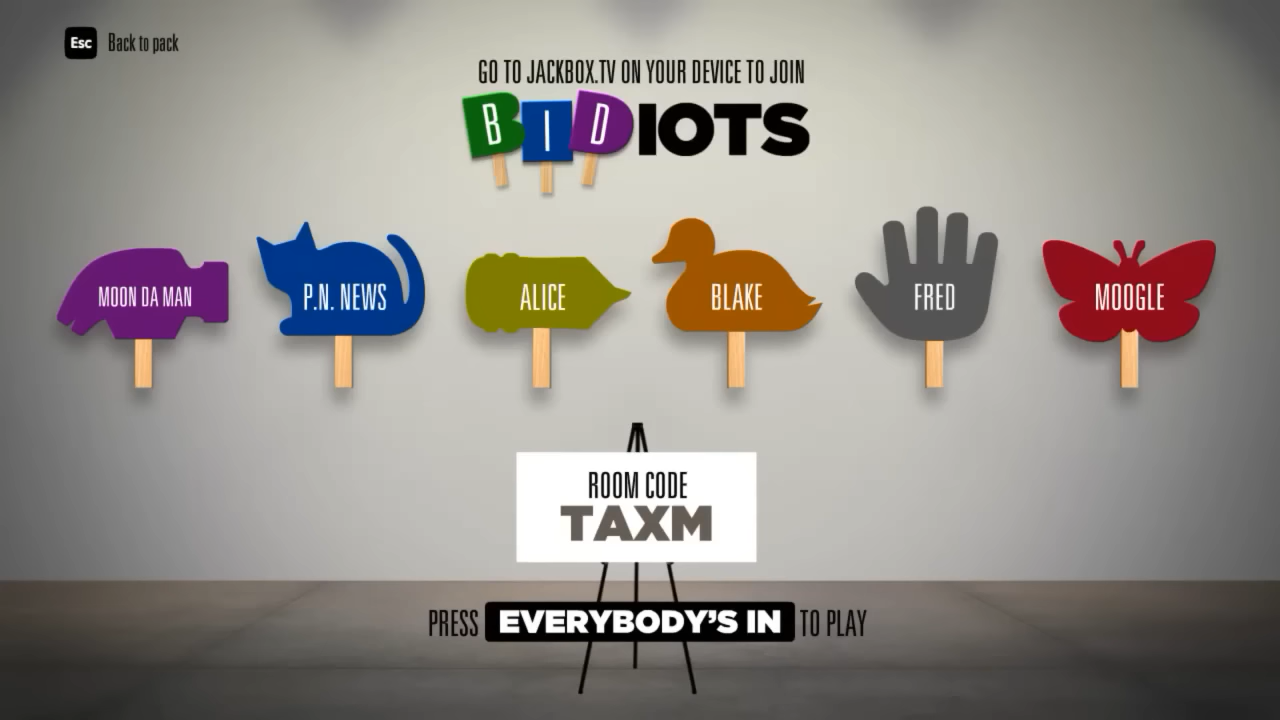 Esc Back to pack
GO TO JACKBOX.TV ON YOUR DEVICE TO JOIN
BIDIOTS
MOON DA MAN
P.N. NEWS
ALICE
BLAKE
FRED
MOOGLE
ROOM CODE
TAXM
PRESS EVERYBODY'S IN TO PLAY